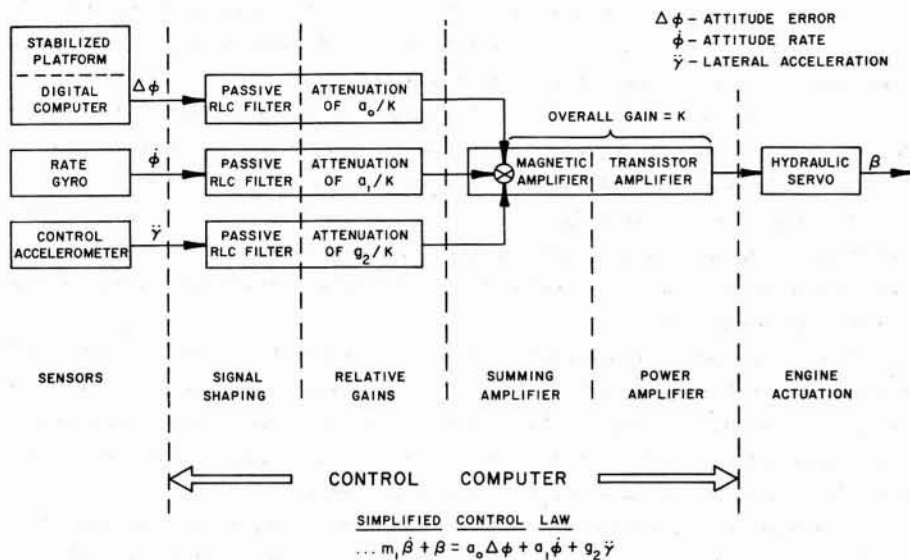 Δϕ – ATTITUDE ERROR
ϕ̇ – ATTITUDE RATE
γ̈ – LATERAL ACCELERATION
STABILIZED
PLATFORM
DIGITAL
COMPUTER
Δϕ
PASSIVE
RLC FILTER
ATTENUATION
OF a₀/K
OVERALL GAIN = K
RATE
GYRO
ϕ̇
PASSIVE
RLC FILTER
ATTENUATION
OF a₁/K
MAGNETIC
AMPLIFIER
TRANSISTOR
AMPLIFIER
HYDRAULIC
SERVO
β
CONTROL
ACCELEROMETER
γ̈
PASSIVE
RLC FILTER
ATTENUATION
OF g₂/K
SENSORS
SIGNAL
SHAPING
RELATIVE
GAINS
SUMMING
AMPLIFIER
POWER
AMPLIFIER
ENGINE
ACTUATION
CONTROL COMPUTER
SIMPLIFIED CONTROL LAW
... m₁β̇ + β = a₀Δϕ + a₁ϕ̇ + g₂γ̈